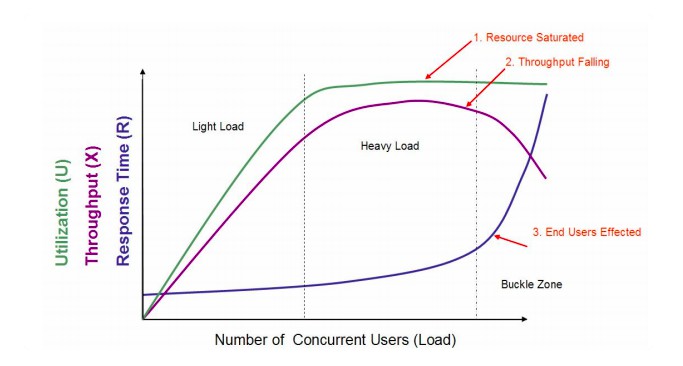 1. Resource Saturated
2. Throughput Falling
Light Load
Heavy Load
Utilization (U)
Throughput (X)
Response Time (R)
3. End Users Effected
Buckle Zone
Number of Concurrent Users (Load)